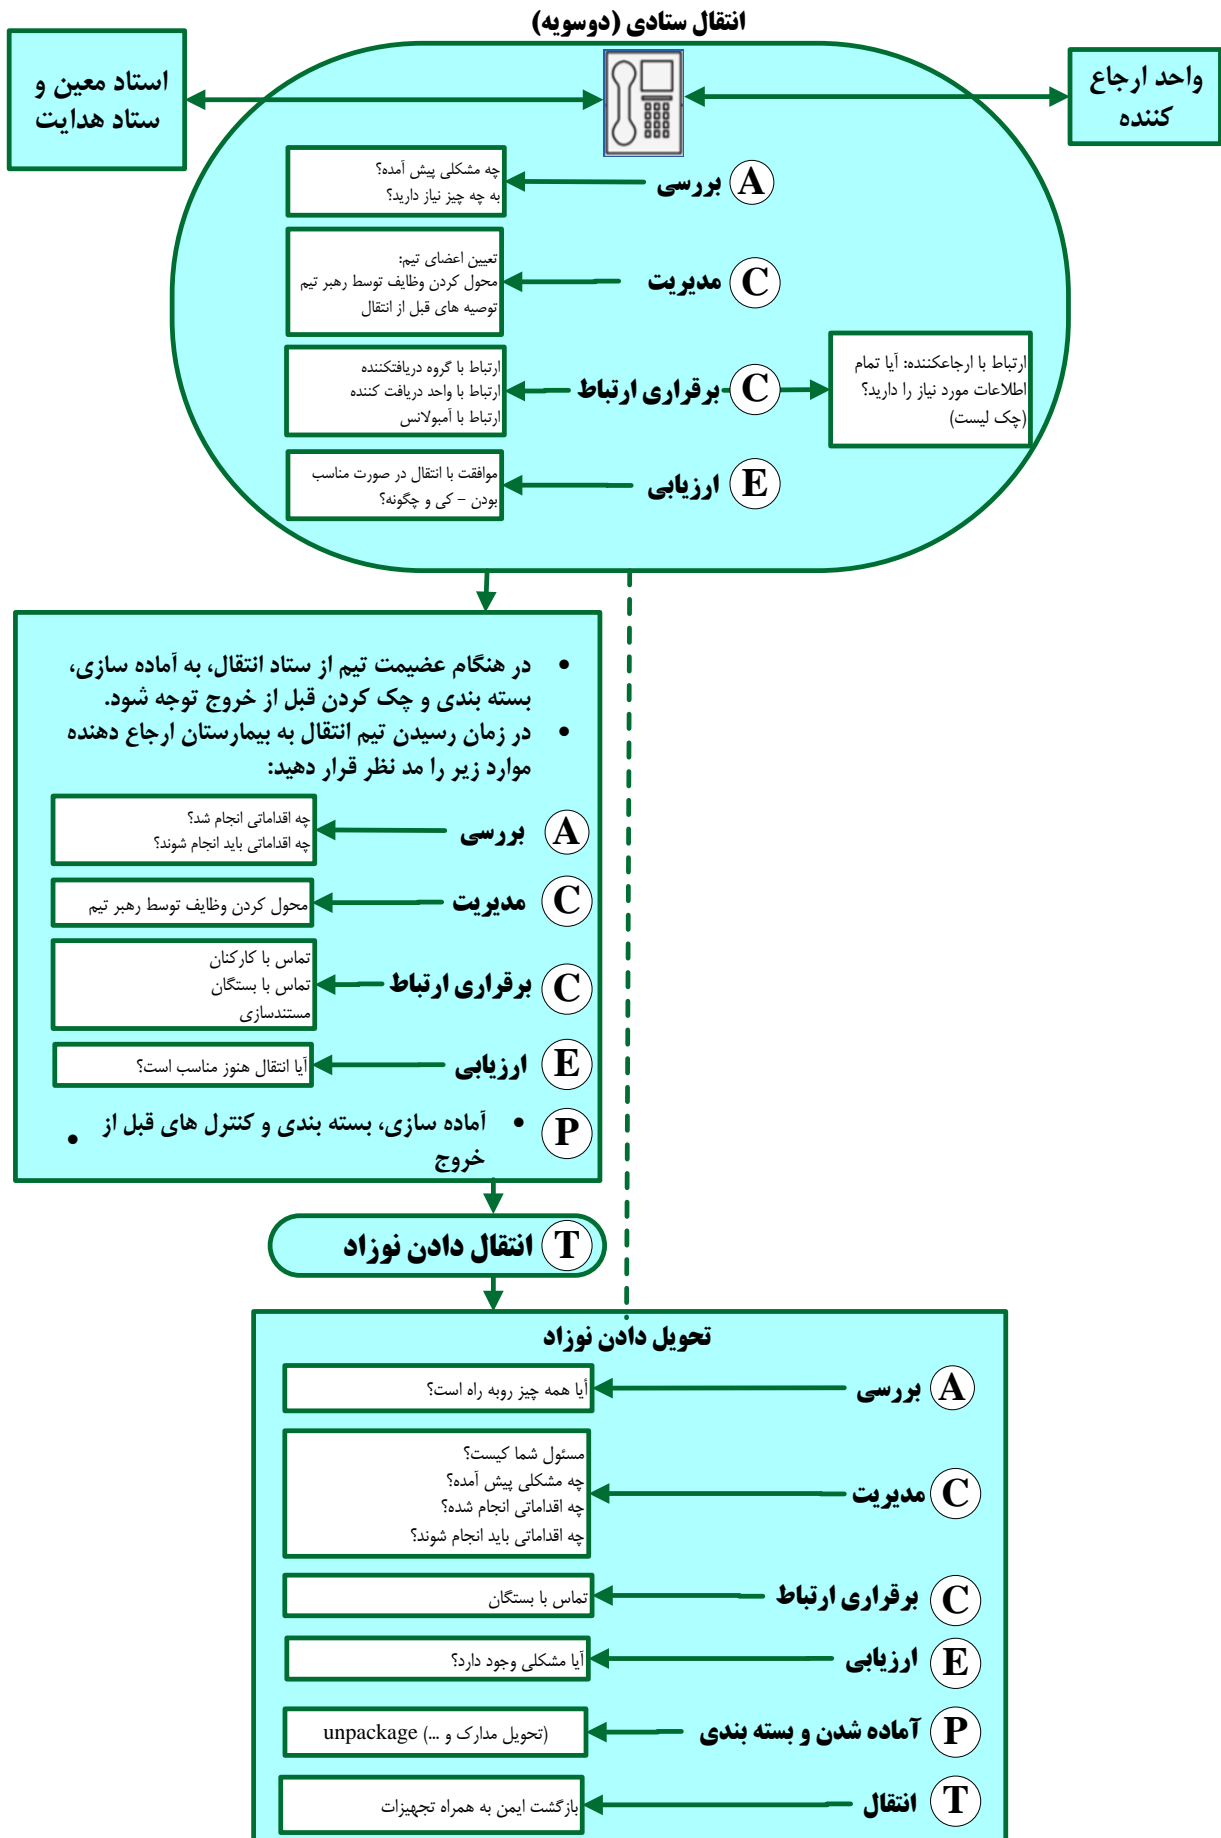 انتقال ستادی (دوسویه)
واحد ارجاع
کننده
استاد معین و
ستاد هدایت
A بررسی
چه مشکلی پیش آمده؟
به چه چیز نیاز دارید؟
C مدیریت
تعیین اعضای تیم:
محول کردن وظایف توسط رهبر تیم
توصیه های قبل از انتقال
C برقراری ارتباط
ارتباط با ارجاعکننده: آیا تمام
اطلاعات مورد نیاز را دارید؟
(چک لیست)
ارتباط با گروه دریافتکننده
ارتباط با واحد دریافت کننده
ارتباط با آمبولانس
E ارزیابی
موافقت با انتقال در صورت مناسب
بودن - کی و چگونه؟
• در هنگام عضیمت تیم از ستاد انتقال، به آماده سازی،
بسته بندی و چک کردن قبل از خروج توجه شود.
• در زمان رسیدن تیم انتقال به بیمارستان ارجاع دهنده
موارد زیر را مد نظر قرار دهید:
A بررسی
چه اقداماتی انجام شد؟
چه اقداماتی باید انجام شوند؟
C مدیریت
محول کردن وظایف توسط رهبر تیم
C برقراری ارتباط
تماس با کارکنان
تماس با بستگان
مستندسازی
E ارزیابی
آیا انتقال هنوز مناسب است؟
P • آماده سازی، بسته بندی و کنترل های قبل از •
خروج
T انتقال دادن نوزاد
تحویل دادن نوزاد
A بررسی
أیا همه چیز روبه راه است؟
C مدیریت
مسئول شما کیست؟
چه مشکلی پیش آمده؟
چه اقداماتی انجام شده؟
چه اقداماتی باید انجام شوند؟
C برقراری ارتباط
تماس با بستگان
E ارزیابی
آیا مشکلی وجود دارد؟
P آماده شدن و بسته بندی
(تحویل مدارک و ...) unpackage
T انتقال
بازگشت ایمن به همراه تجهیزات